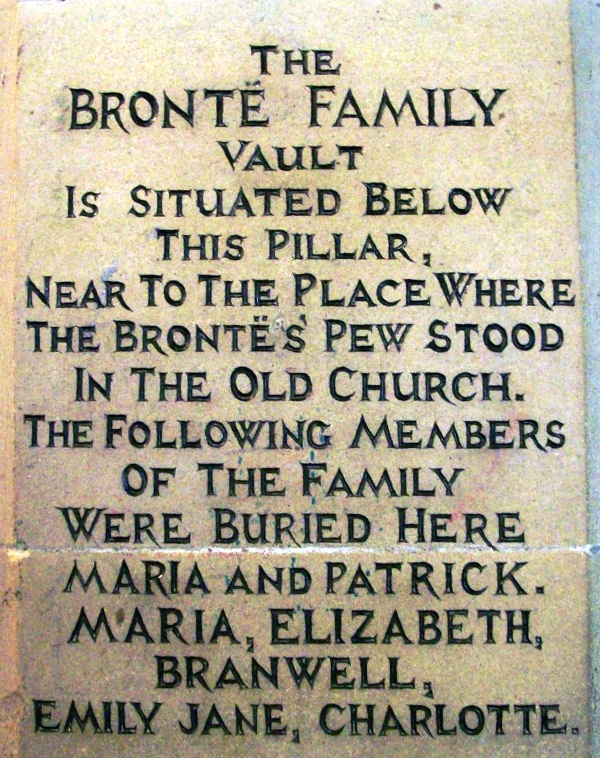 THE
BRONTË FAMILY
VAULT
IS SITUATED BELOW
THIS PILLAR,
NEAR TO THE PLACE WHERE
THE BRONTË'S' PEW STOOD
IN THE OLD CHURCH.
THE FOLLOWING MEMBERS
OF THE FAMILY
WERE BURIED HERE
MARIA AND PATRICK.
MARIA, ELIZABETH,
BRANWELL,
EMILY JANE, CHARLOTTE.